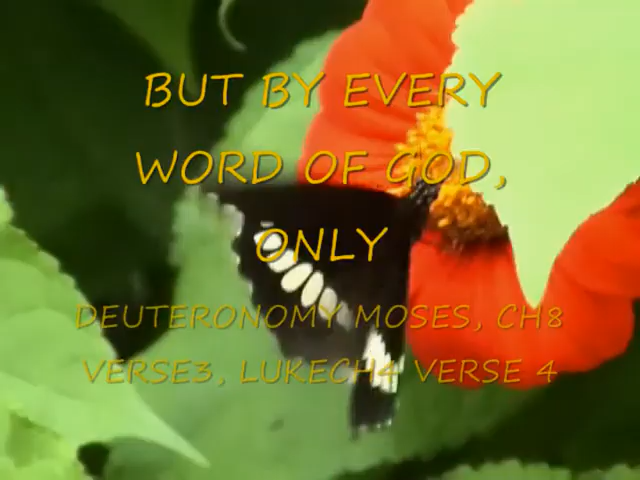 BUT BY EVERY
WORD OF GOD,
ONLY
DEUTERONOMY MOSES, CH8
VERSE3, LUKECH4 VERSE 4